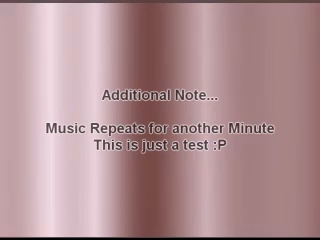 Additional Note...
Music Repeats for another Minute
This is just a test :P